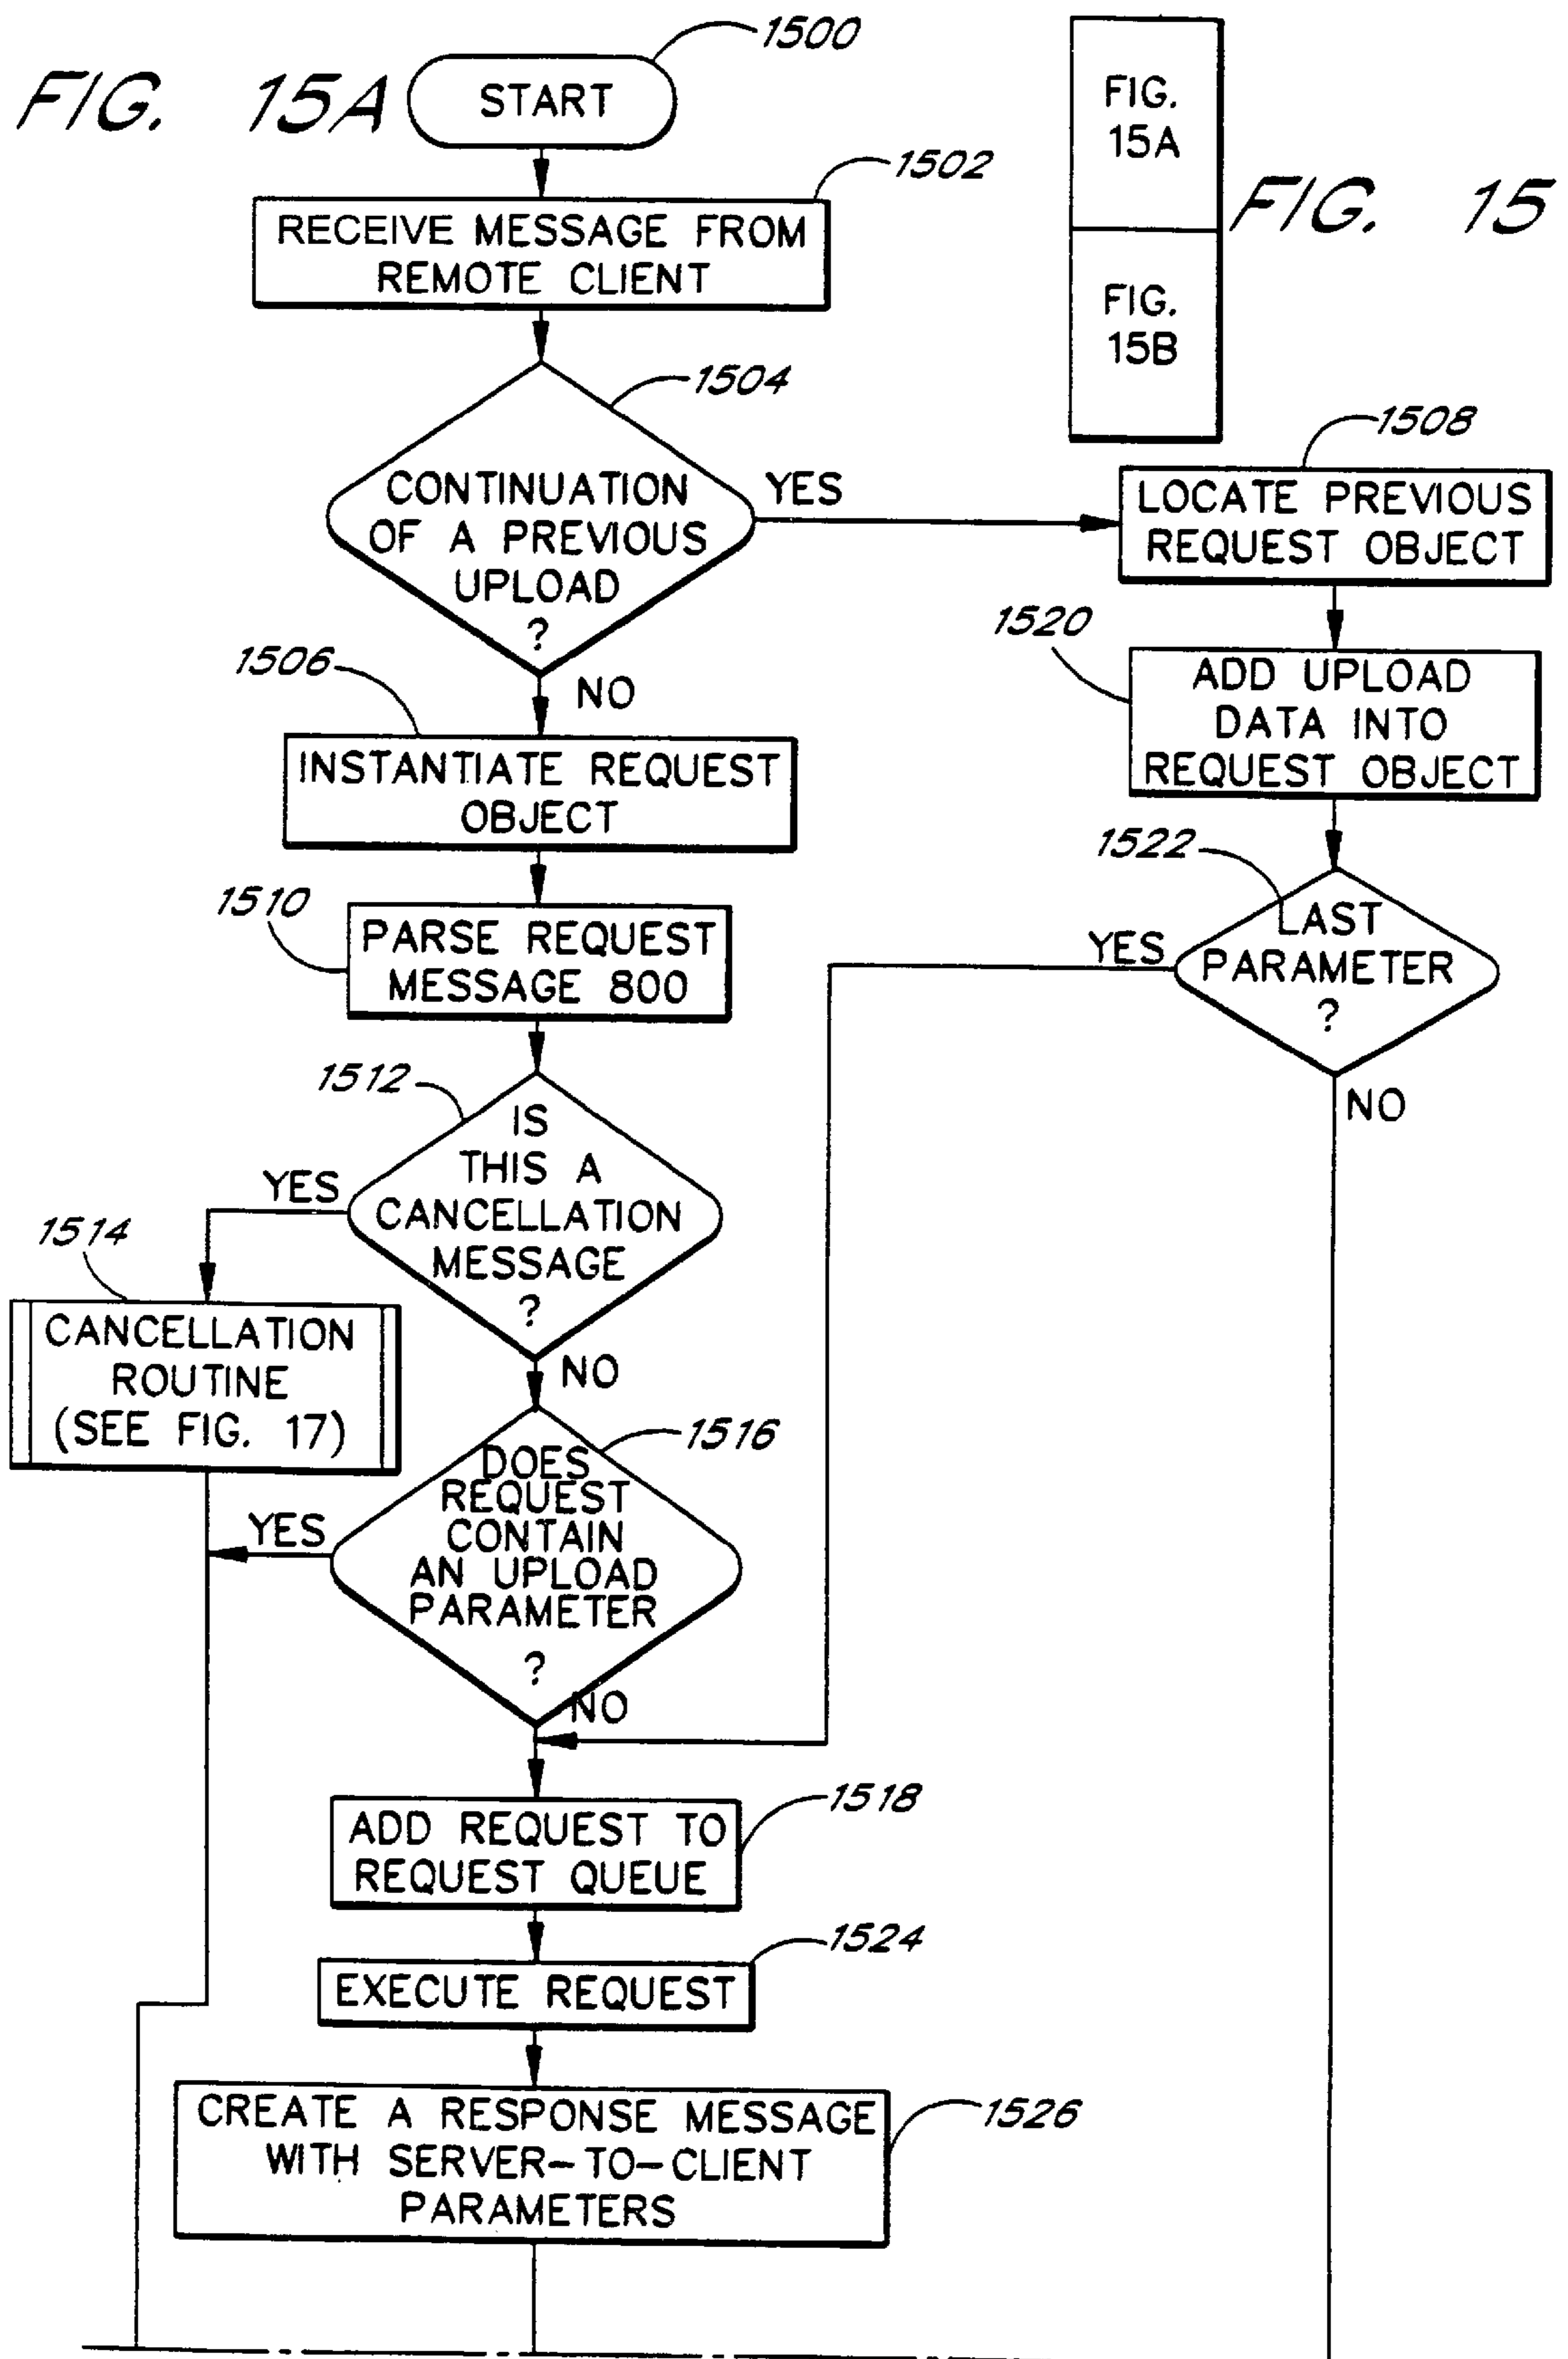 FIG. 15A
1500
START
FIG.
15A
FIG.
15B
FIG. 15
1502
RECEIVE MESSAGE FROM
REMOTE CLIENT
1504
CONTINUATION
OF A PREVIOUS
UPLOAD
?
YES
NO
1508
LOCATE PREVIOUS
REQUEST OBJECT
1520
ADD UPLOAD
DATA INTO
REQUEST OBJECT
1506
INSTANTIATE REQUEST
OBJECT
1522
LAST
PARAMETER
?
YES
NO
1510
PARSE REQUEST
MESSAGE 800
1512
IS
THIS A
CANCELLATION
MESSAGE
?
YES
NO
1514
CANCELLATION
ROUTINE
(SEE FIG. 17)
1516
DOES
REQUEST
CONTAIN
AN UPLOAD
PARAMETER
?
YES
NO
1518
ADD REQUEST TO
REQUEST QUEUE
1524
EXECUTE REQUEST
1526
CREATE A RESPONSE MESSAGE
WITH SERVER-TO-CLIENT
PARAMETERS